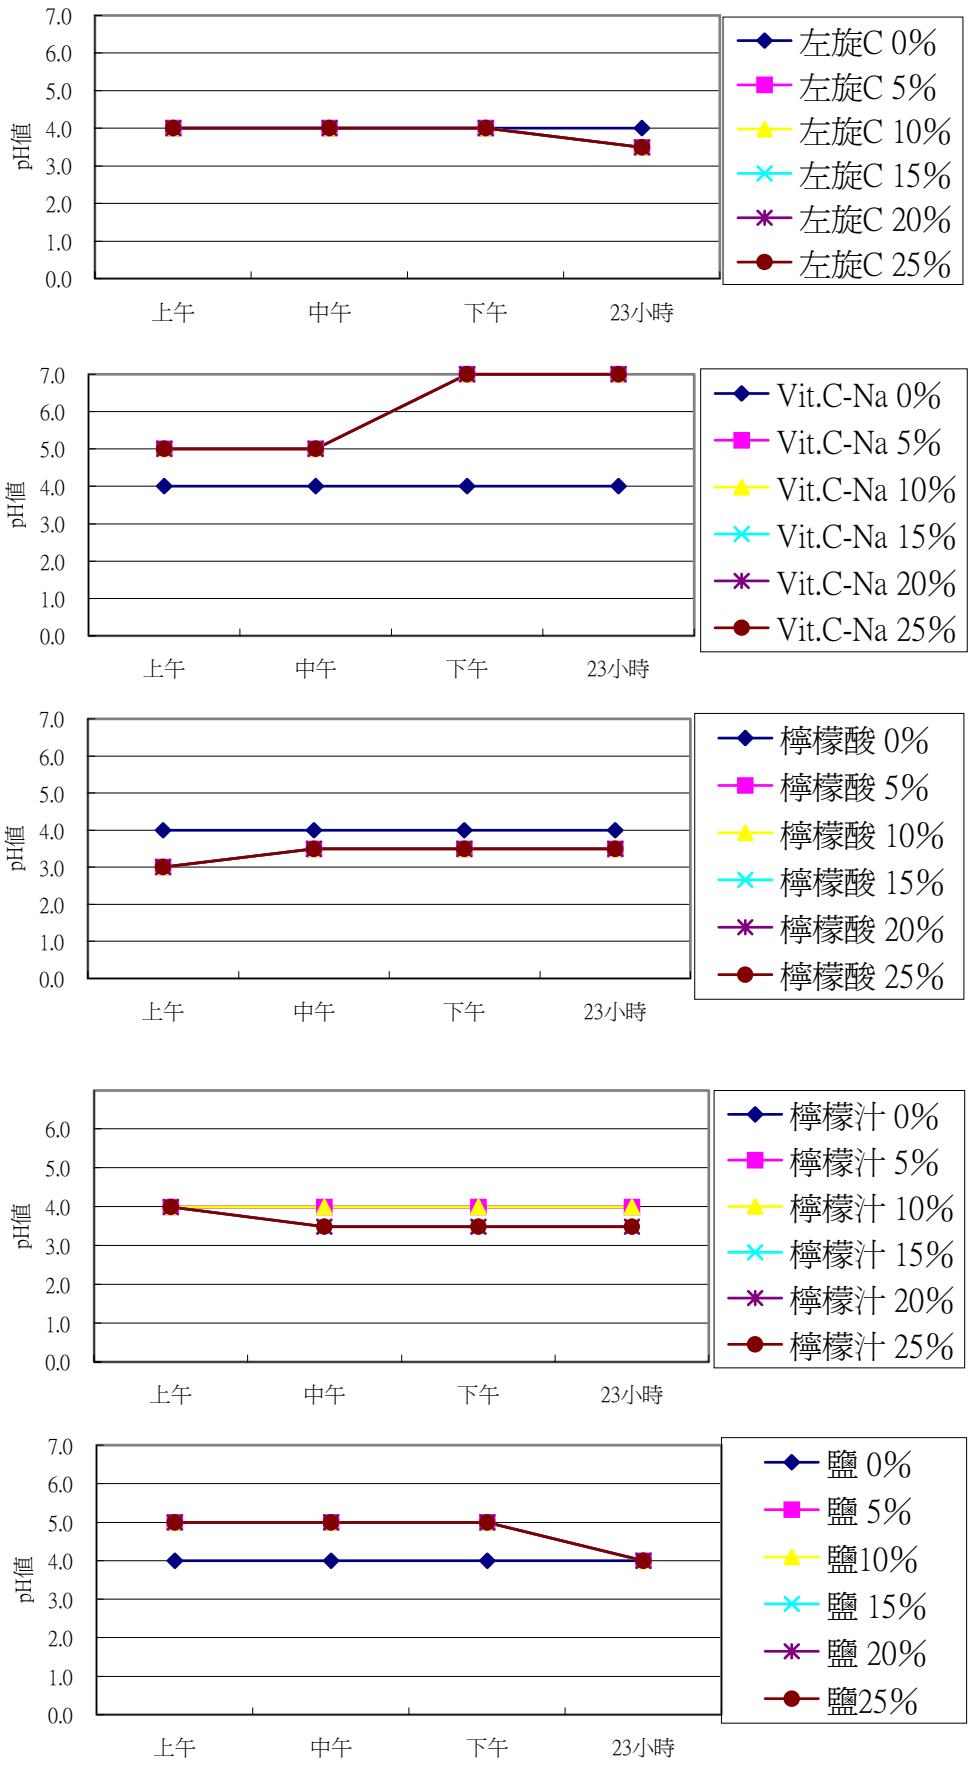 7.0
6.0
5.0
4.0
3.0
2.0
1.0
0.0
pH值
上午 中午 下午 23小時
左旋C 0%
左旋C 5%
左旋C 10%
左旋C 15%
左旋C 20%
左旋C 25%
7.0
6.0
5.0
4.0
3.0
2.0
1.0
0.0
pH值
上午 中午 下午 23小時
Vit.C-Na 0%
Vit.C-Na 5%
Vit.C-Na 10%
Vit.C-Na 15%
Vit.C-Na 20%
Vit.C-Na 25%
7.0
6.0
5.0
4.0
3.0
2.0
1.0
0.0
pH值
上午 中午 下午 23小時
檸檬酸 0%
檸檬酸 5%
檸檬酸 10%
檸檬酸 15%
檸檬酸 20%
檸檬酸 25%
6.0
5.0
4.0
3.0
2.0
1.0
0.0
pH值
上午 中午 下午 23小時
檸檬汁 0%
檸檬汁 5%
檸檬汁 10%
檸檬汁 15%
檸檬汁 20%
檸檬汁 25%
7.0
6.0
5.0
4.0
3.0
2.0
1.0
0.0
pH值
上午 中午 下午 23小時
鹽 0%
鹽 5%
鹽10%
鹽 15%
鹽 20%
鹽25%